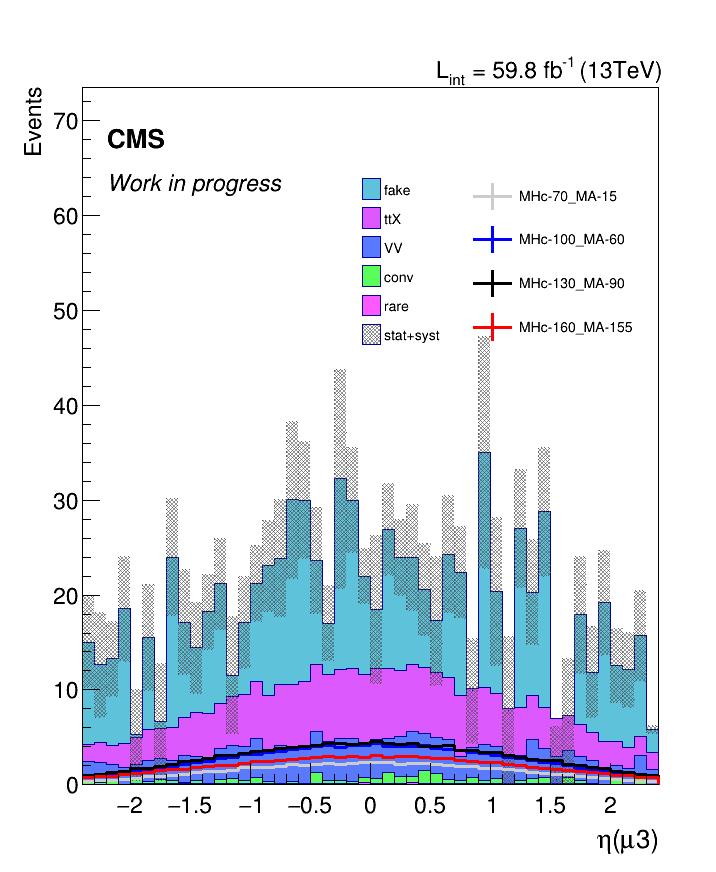 L_int = 59.8 fb^-1 (13TeV)
Events
CMS
Work in progress
fake
ttX
VV
conv
rare
stat+syst
MHc-70_MA-15
MHc-100_MA-60
MHc-130_MA-90
MHc-160_MA-155
70
60
50
40
30
20
10
0
−2 −1.5 −1 −0.5 0 0.5 1 1.5 2
η(μ3)